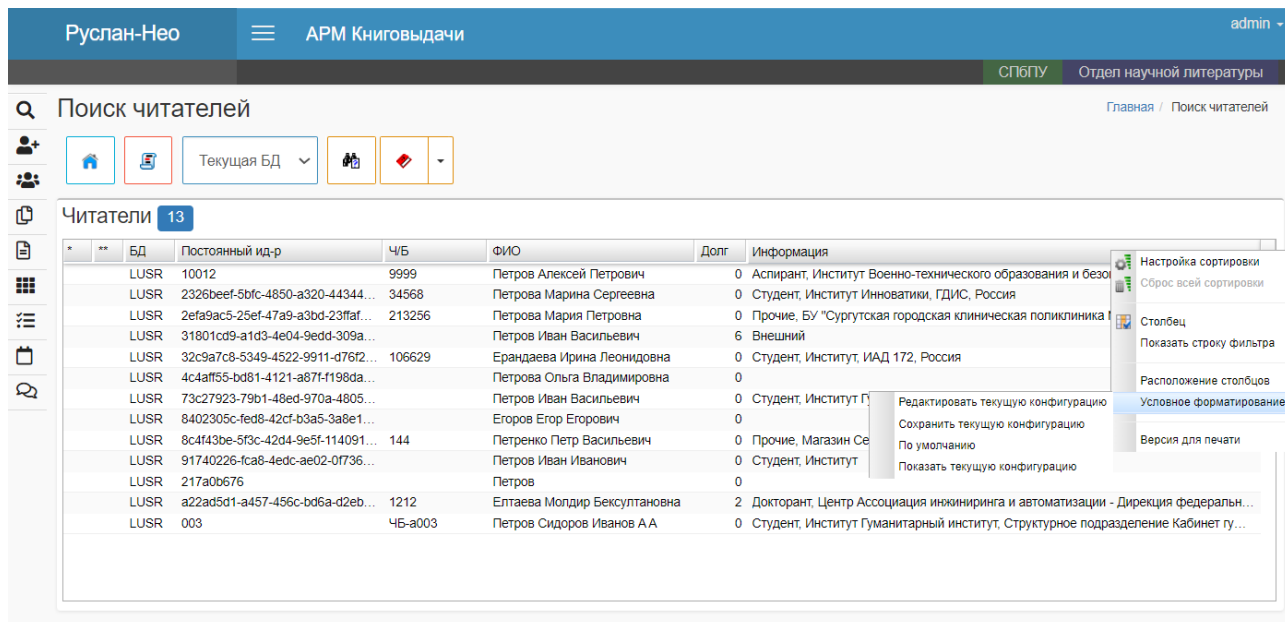 Руслан-Нео АРМ Книговыдачи admin
СПбПУ Отдел научной литературы
Поиск читателей Главная / Поиск читателей
Текущая БД
Читатели 13
* ** БД Постоянный ид-р Ч/Б ФИО Долг Информация
LUSR 10012 9999 Петров Алексей Петрович 0 Аспирант, Институт Военно-технического образования и безо
LUSR 2326beef-5bfc-4850-a320-44344... 34568 Петрова Марина Сергеевна 0 Студент, Институт Инноватики, ГДИС, Россия
LUSR 2efa9ac5-25ef-47a9-a3bd-23ffaf... 213256 Петрова Мария Петровна 0 Прочие, БУ "Сургутская городская клиническая поликлиника
LUSR 31801cd9-a1d3-4e04-9edd-309a... Петров Иван Васильевич 6 Внешний
LUSR 32c9a7c8-5349-4522-9911-d76f2... 106629 Ерандаева Ирина Леонидовна 0 Студент, Институт, ИАД 172, Россия
LUSR 4c4aff55-bd81-4121-a87f-f198da... Петрова Ольга Владимировна 0
LUSR 73c27923-79b1-48ed-970a-4805... Петров Иван Васильевич 0 Студент, Институт Г
LUSR 8402305c-fed8-42cf-b3a5-3a8e1... Егоров Егор Егорович 0
LUSR 8c4f43be-5f3c-42d4-9e5f-114091... 144 Петренко Петр Васильевич 0 Прочие, Магазин Се
LUSR 91740226-fca8-4edc-ae02-0f736... Петров Иван Иванович 0 Студент, Институт
LUSR 217a0b676 Петров 0
LUSR a22ad5d1-a457-456c-bd6a-d2eb... 1212 Елтаева Молдир Бексултановна 2 Докторант, Центр Ассоциация инжиниринга и автоматизации - Дирекция федеральн...
LUSR 003 ЧБ-а003 Петров Сидоров Иванов А А 0 Студент, Институт Гуманитарный институт, Структурное подразделение Кабинет гу...
Настройка сортировки
Сброс всей сортировки
Столбец
Показать строку фильтра
Расположение столбцов
Условное форматирование
Версия для печати
Редактировать текущую конфигурацию
Сохранить текущую конфигурацию
По умолчанию
Показать текущую конфигурацию